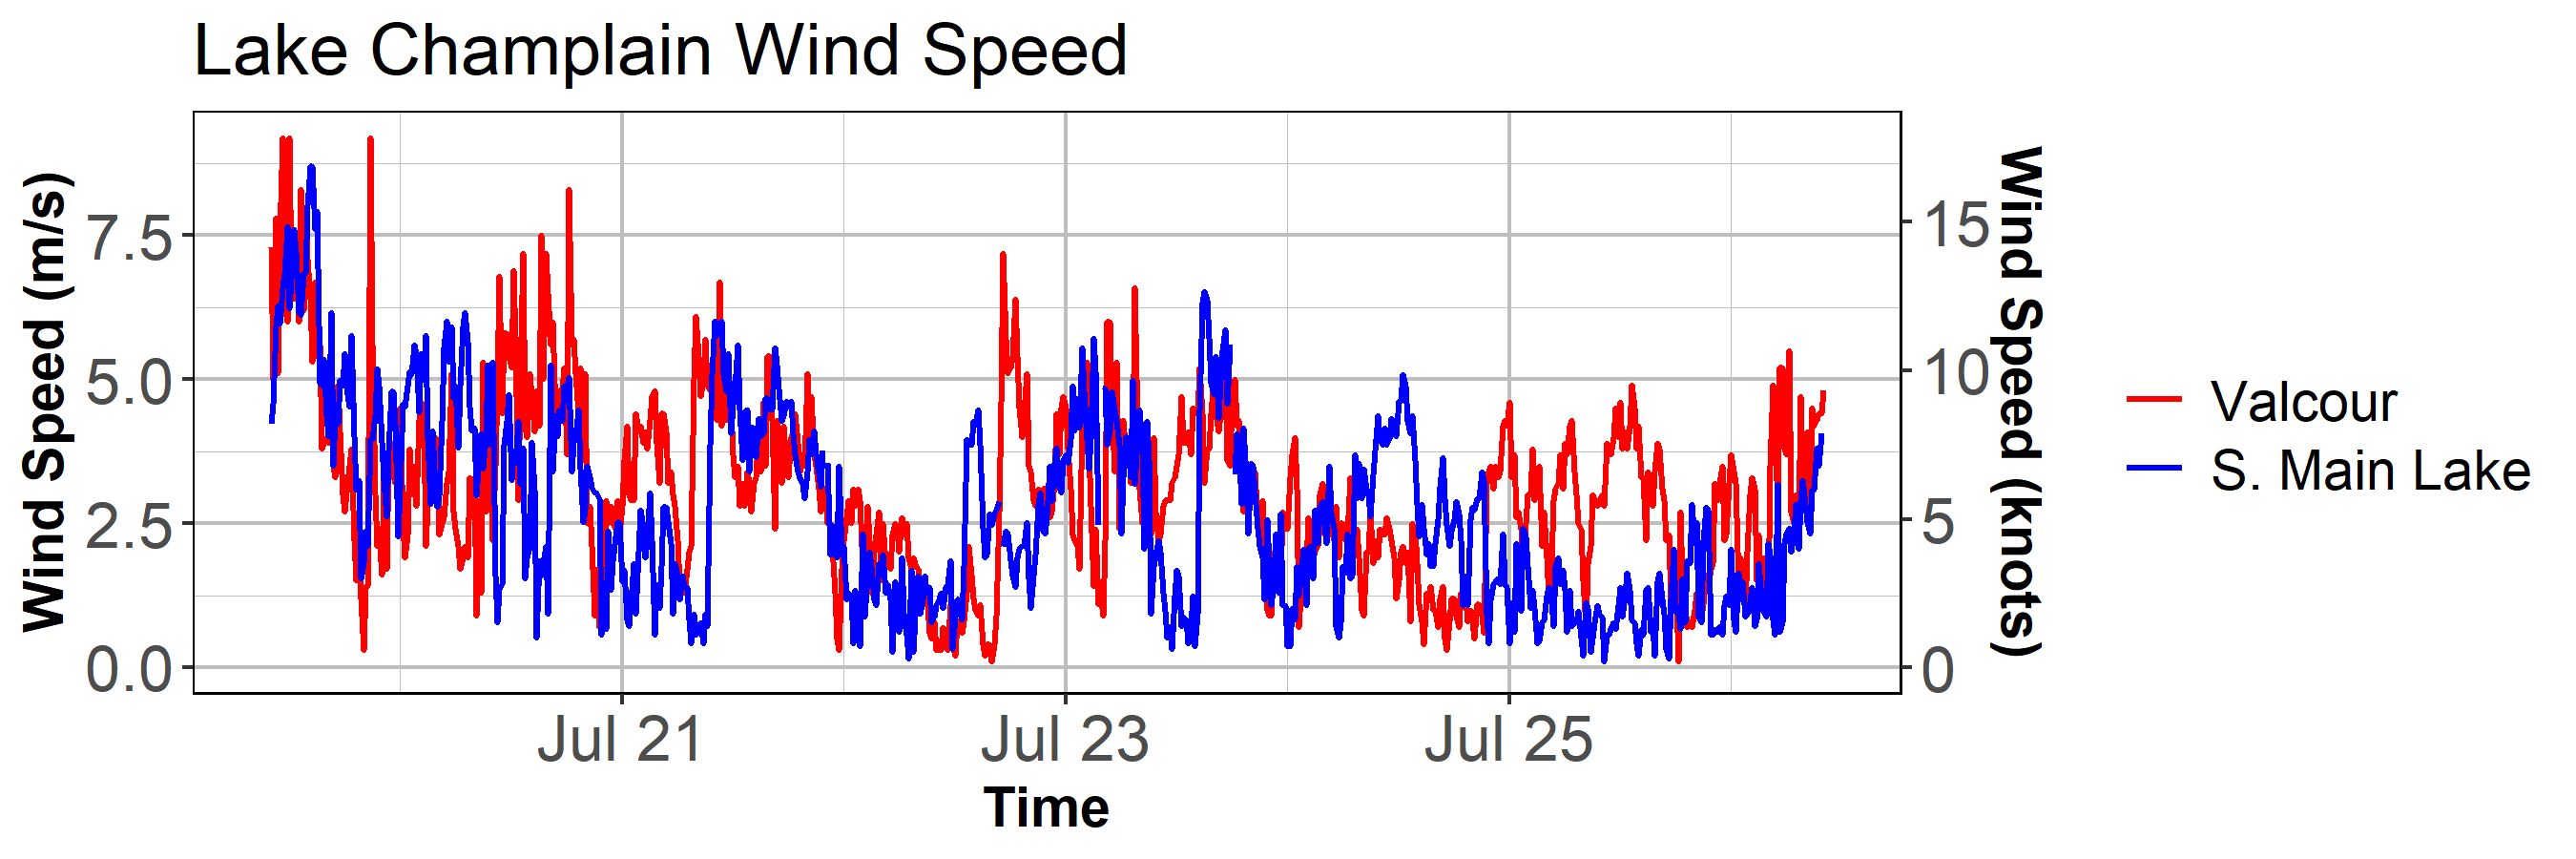 Lake Champlain Wind Speed
Wind Speed (m/s)
7.5
5.0
2.5
0.0
15
10
5
0
Wind Speed (knots)
Jul 21
Jul 23
Jul 25
Time
Valcour
S. Main Lake